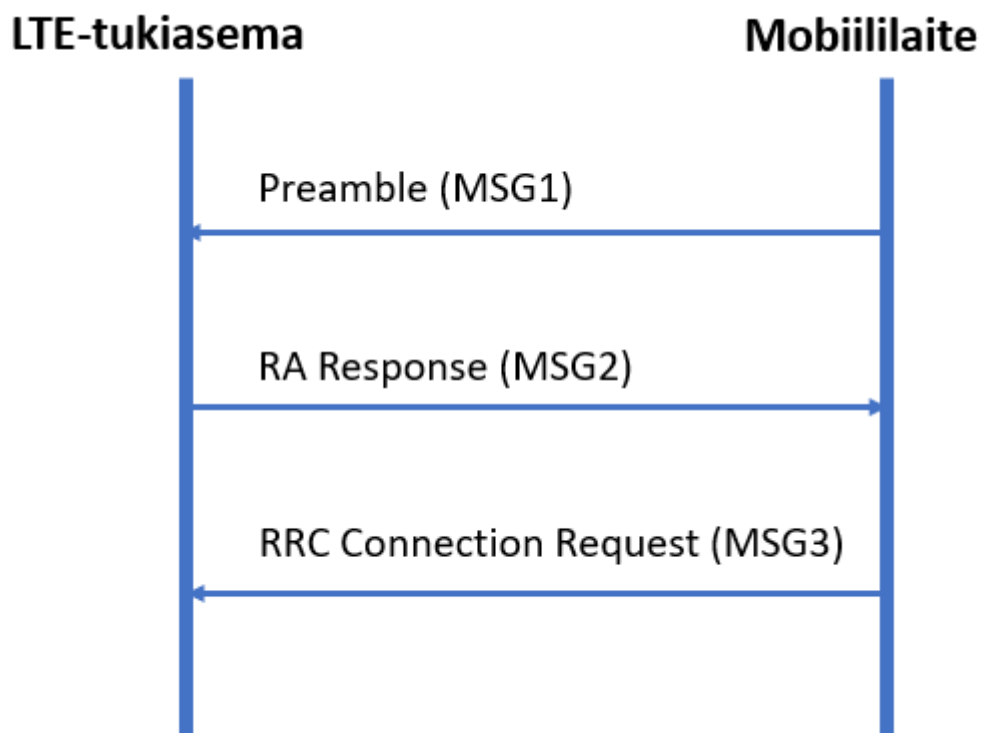 LTE-tukiasema
Mobiililaite
Preamble (MSG1)
RA Response (MSG2)
RRC Connection Request (MSG3)